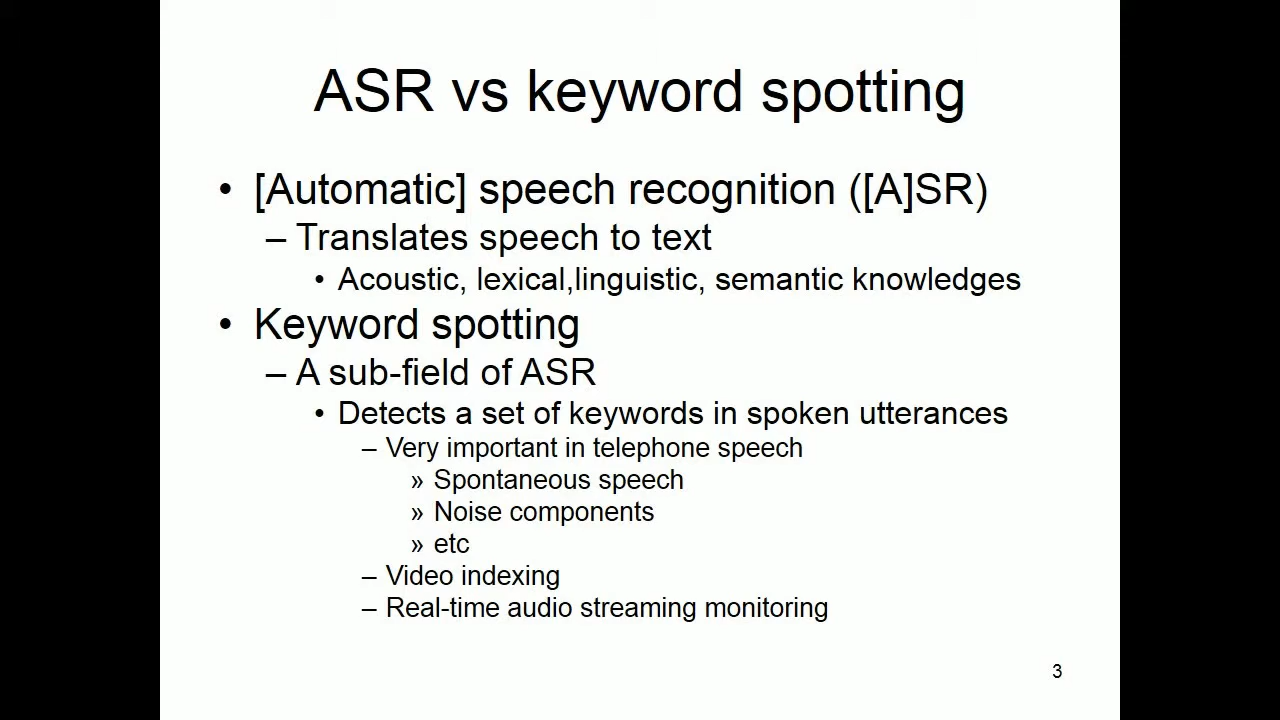 ASR vs keyword spotting
• [Automatic] speech recognition ([A]SR)
– Translates speech to text
• Acoustic, lexical,linguistic, semantic knowledges
• Keyword spotting
– A sub-field of ASR
• Detects a set of keywords in spoken utterances
– Very important in telephone speech
» Spontaneous speech
» Noise components
» etc
– Video indexing
– Real-time audio streaming monitoring
3